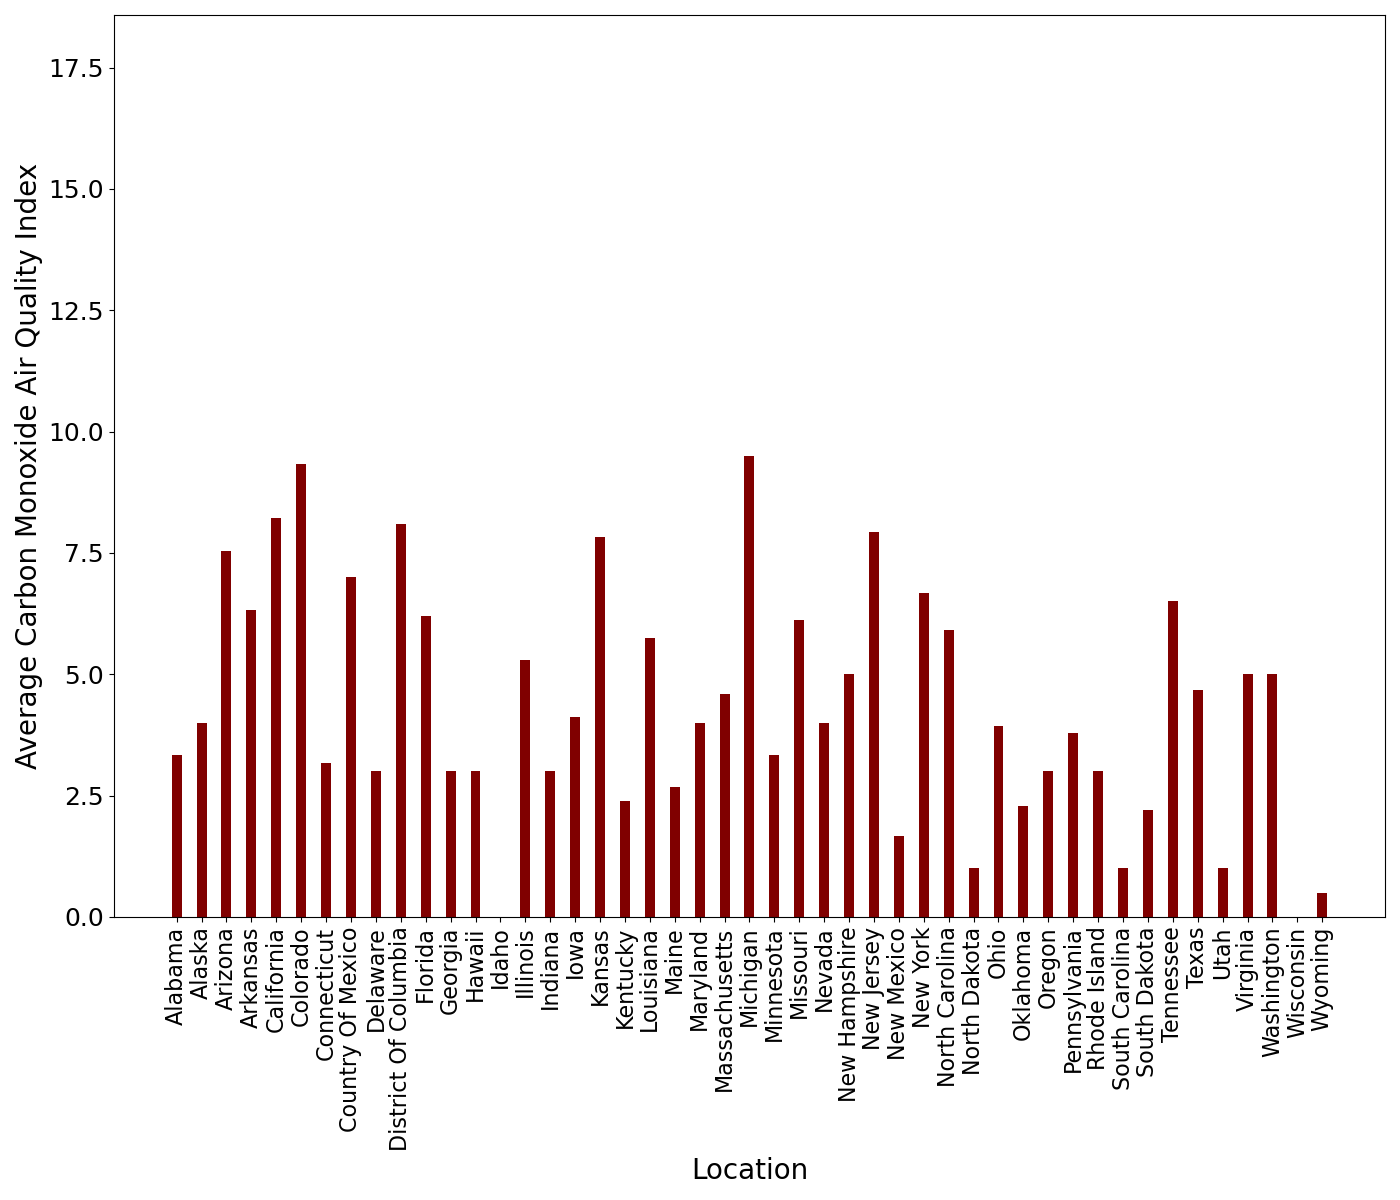 Average Carbon Monoxide Air Quality Index
17.5
15.0
12.5
10.0
7.5
5.0
2.5
0.0
Alabama
Alaska
Arizona
Arkansas
California
Colorado
Connecticut
Country Of Mexico
Delaware
District Of Columbia
Florida
Georgia
Hawaii
Idaho
Illinois
Indiana
Iowa
Kansas
Kentucky
Louisiana
Maine
Maryland
Massachusetts
Michigan
Minnesota
Missouri
Nevada
New Hampshire
New Jersey
New Mexico
New York
North Carolina
North Dakota
Ohio
Oklahoma
Oregon
Pennsylvania
Rhode Island
South Carolina
South Dakota
Tennessee
Texas
Utah
Virginia
Washington
Wisconsin
Wyoming
Location